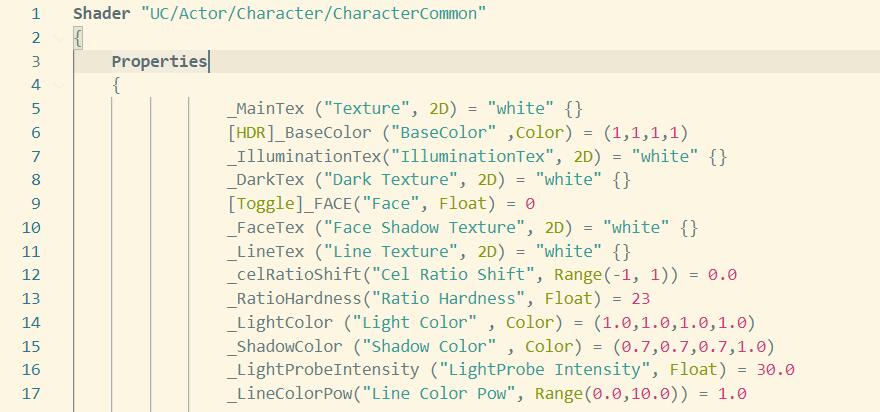 1 Shader "UC/Actor/Character/CharacterCommon"
2 {
3 Properties
4 {
5 _MainTex ("Texture", 2D) = "white" {}
6 [HDR]_BaseColor ("BaseColor" ,Color) = (1,1,1,1)
7 _IlluminationTex("IlluminationTex", 2D) = "white" {}
8 _DarkTex ("Dark Texture", 2D) = "white" {}
9 [Toggle]_FACE("Face", Float) = 0
10 _FaceTex ("Face Shadow Texture", 2D) = "white" {}
11 _LineTex ("Line Texture", 2D) = "white" {}
12 _celRatioShift("Cel Ratio Shift", Range(-1, 1)) = 0.0
13 _RatioHardness("Ratio Hardness", Float) = 23
14 _LightColor ("Light Color" , Color) = (1.0,1.0,1.0,1.0)
15 _ShadowColor ("Shadow Color" , Color) = (0.7,0.7,0.7,1.0)
16 _LightProbeIntensity ("LightProbe Intensity", Float) = 30.0
17 _LineColorPow("Line Color Pow", Range(0.0,10.0)) = 1.0